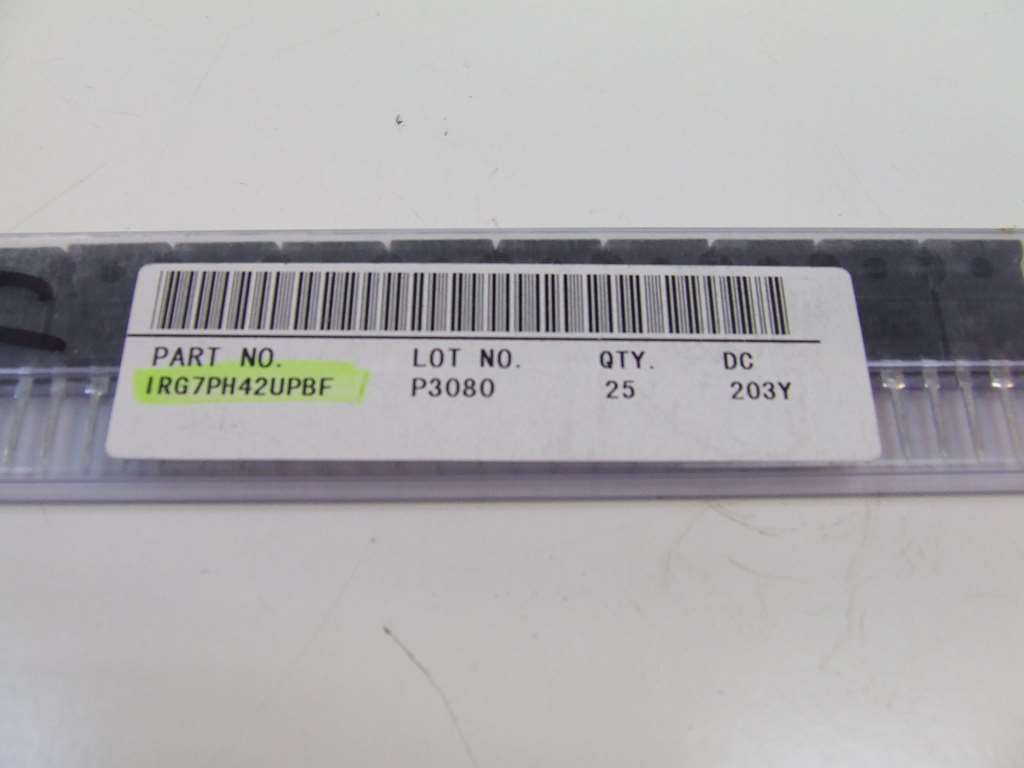 PART NO. LOT NO. QTY. DC
IRG7PH42UPBF P3080 25 203Y